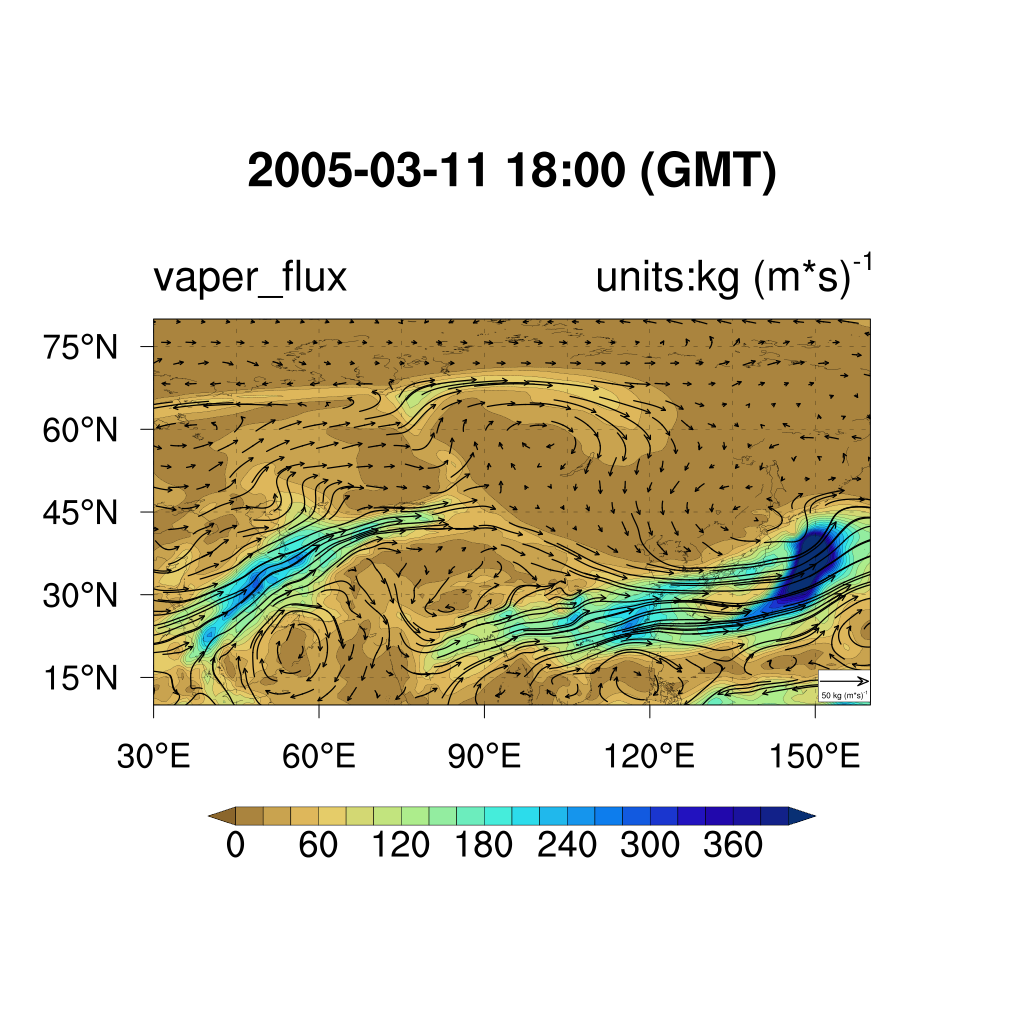 2005-03-11 18:00 (GMT)
vaper_flux
units:kg (m*s)⁻¹
75°N
60°N
45°N
30°N
15°N
50 kg (m*s)⁻¹
30°E 60°E 90°E 120°E 150°E
0 60 120 180 240 300 360